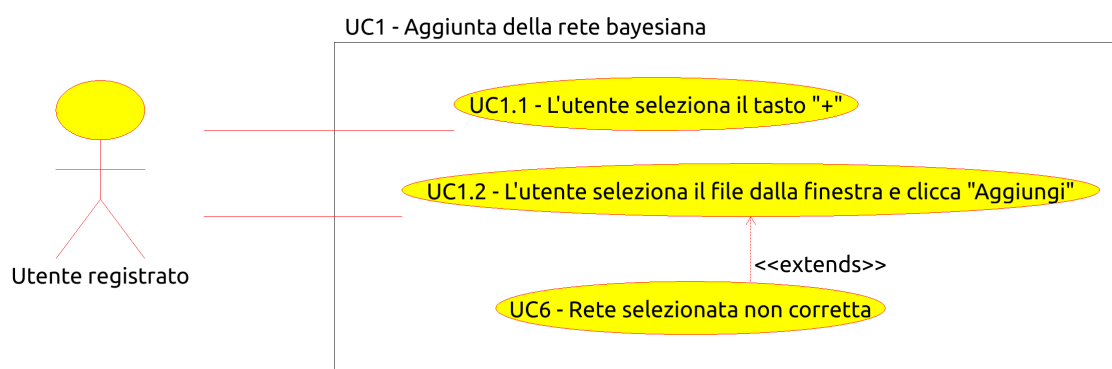 UC1 - Aggiunta della rete bayesiana
UC1.1 - L'utente seleziona il tasto "+"
UC1.2 - L'utente seleziona il file dalla finestra e clicca "Aggiungi"
<<extends>>
Utente registrato
UC6 - Rete selezionata non corretta